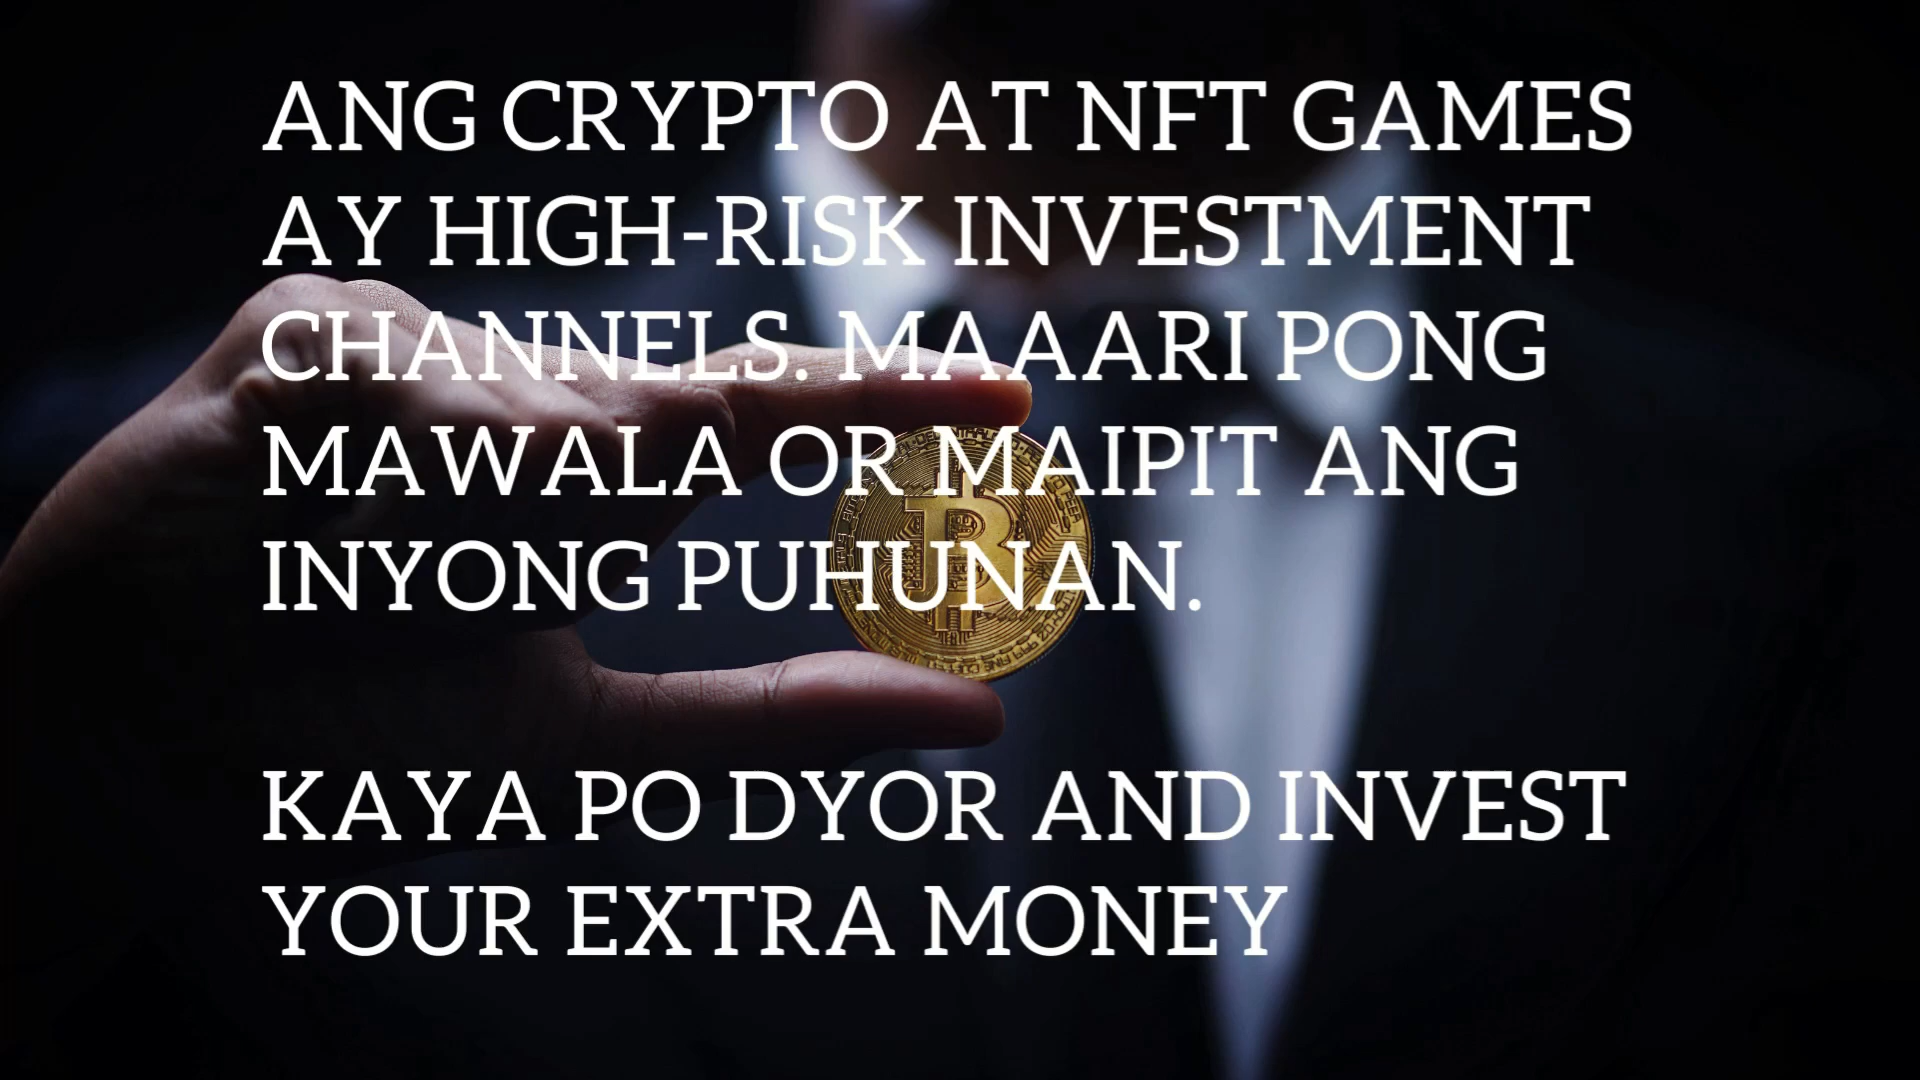 ANG CRYPTO AT NFT GAMES
AY HIGH-RISK INVESTMENT
CHANNELS. MAAARI PONG
MAWALA OR MAIPIT ANG
INYONG PUHUNAN.
KAYA PO DYOR AND INVEST
YOUR EXTRA MONEY